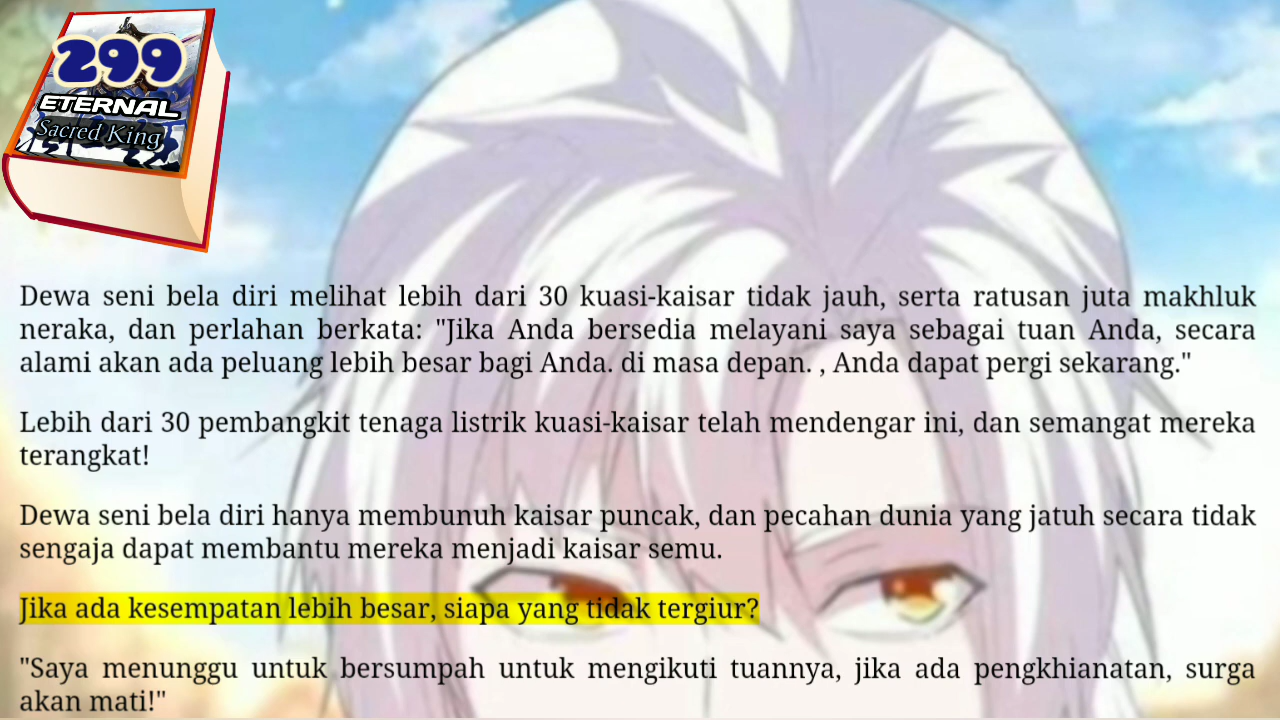 299
ETERNAL
Sacred King
Dewa seni bela diri melihat lebih dari 30 kuasi-kaisar tidak jauh, serta ratusan juta makhluk
neraka, dan perlahan berkata: "Jika Anda bersedia melayani saya sebagai tuan Anda, secara
alami akan ada peluang lebih besar bagi Anda. di masa depan. , Anda dapat pergi sekarang."
Lebih dari 30 pembangkit tenaga listrik kuasi-kaisar telah mendengar ini, dan semangat mereka
terangkat!
Dewa seni bela diri hanya membunuh kaisar puncak, dan pecahan dunia yang jatuh secara tidak
sengaja dapat membantu mereka menjadi kaisar semu.
Jika ada kesempatan lebih besar, siapa yang tidak tergiur?
"Saya menunggu untuk bersumpah untuk mengikuti tuannya, jika ada pengkhianatan, surga
akan mati!"